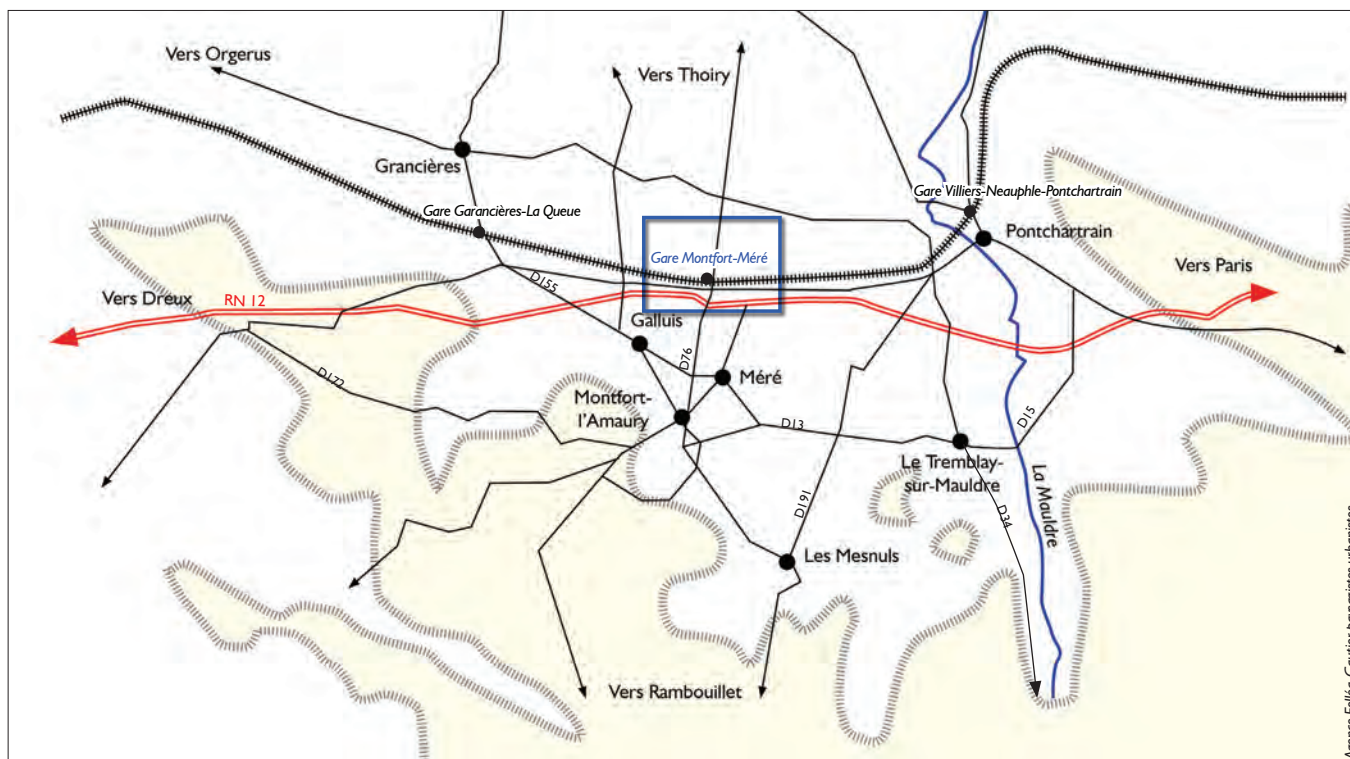 Vers Orgerus
Vers Thoiry
Grancières
Gare Villiers-Neauphle-Pontchartrain
Gare Garancières-La Queue
Pontchartrain
Gare Montfort-Méré
Vers Paris
Vers Dreux
RN 12
D155
Galluis
D76
D172
Méré
Montfort-
l'Amaury
D13
D15
Le Tremblay-
sur-Mauldre
La Mauldre
D191
D34
Les Mesnuls
Vers Rambouillet